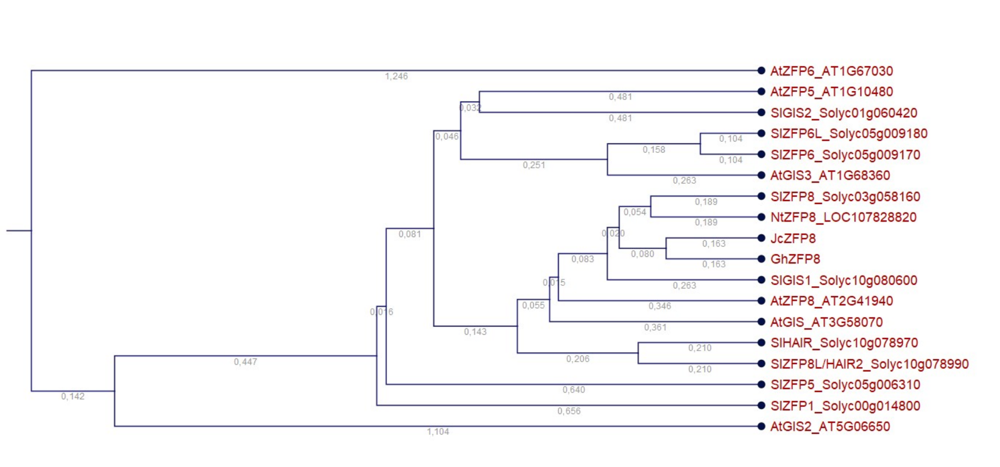 AtZFP6_AT1G67030
1,246
AtZFP5_AT1G10480
0,481
0,032
SlGIS2_Solyc01g060420
0,481
SlZFP6L_Solyc05g009180
0,046
0,104
0,158
SlZFP6_Solyc05g009170
0,104
0,251
AtGIS3_AT1G68360
0,263
SlZFP8_Solyc03g058160
0,189
0,054
NtZFP8_LOC107828820
0,189
0,081
0,020
JcZFP8
0,163
0,080
0,083
GhZFP8
0,163
SlGIS1_Solyc10g080600
0,015
0,263
AtZFP8_AT2G41940
0,055
0,346
0,016
AtGIS_AT3G58070
0,361
0,143
SlHAIR_Solyc10g078970
0,210
0,206
0,447
SlZFP8L/HAIR2_Solyc10g078990
0,210
SlZFP5_Solyc05g006310
0,640
0,142
SlZFP1_Solyc00g014800
0,656
AtGIS2_AT5G06650
1,104